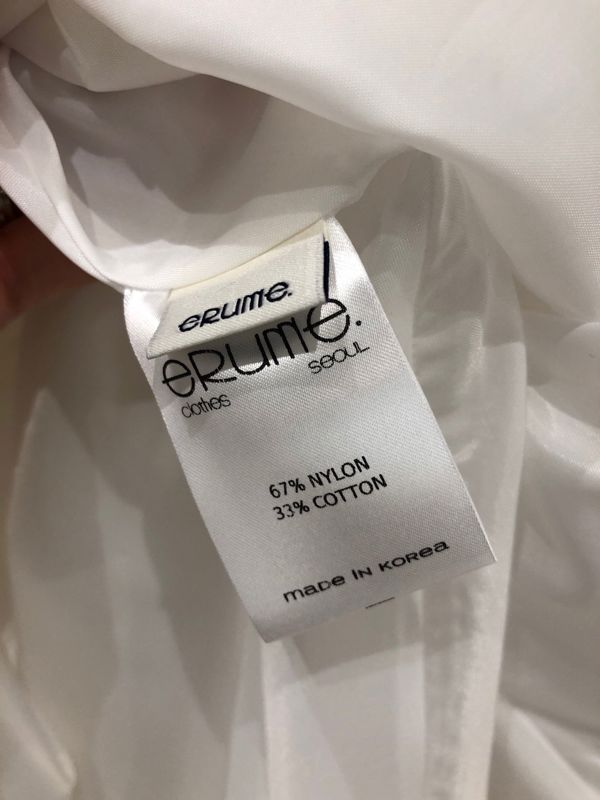 erume.
erume.
SEOUL
clothes
67% NYLON
33% COTTON
made IN KOREA